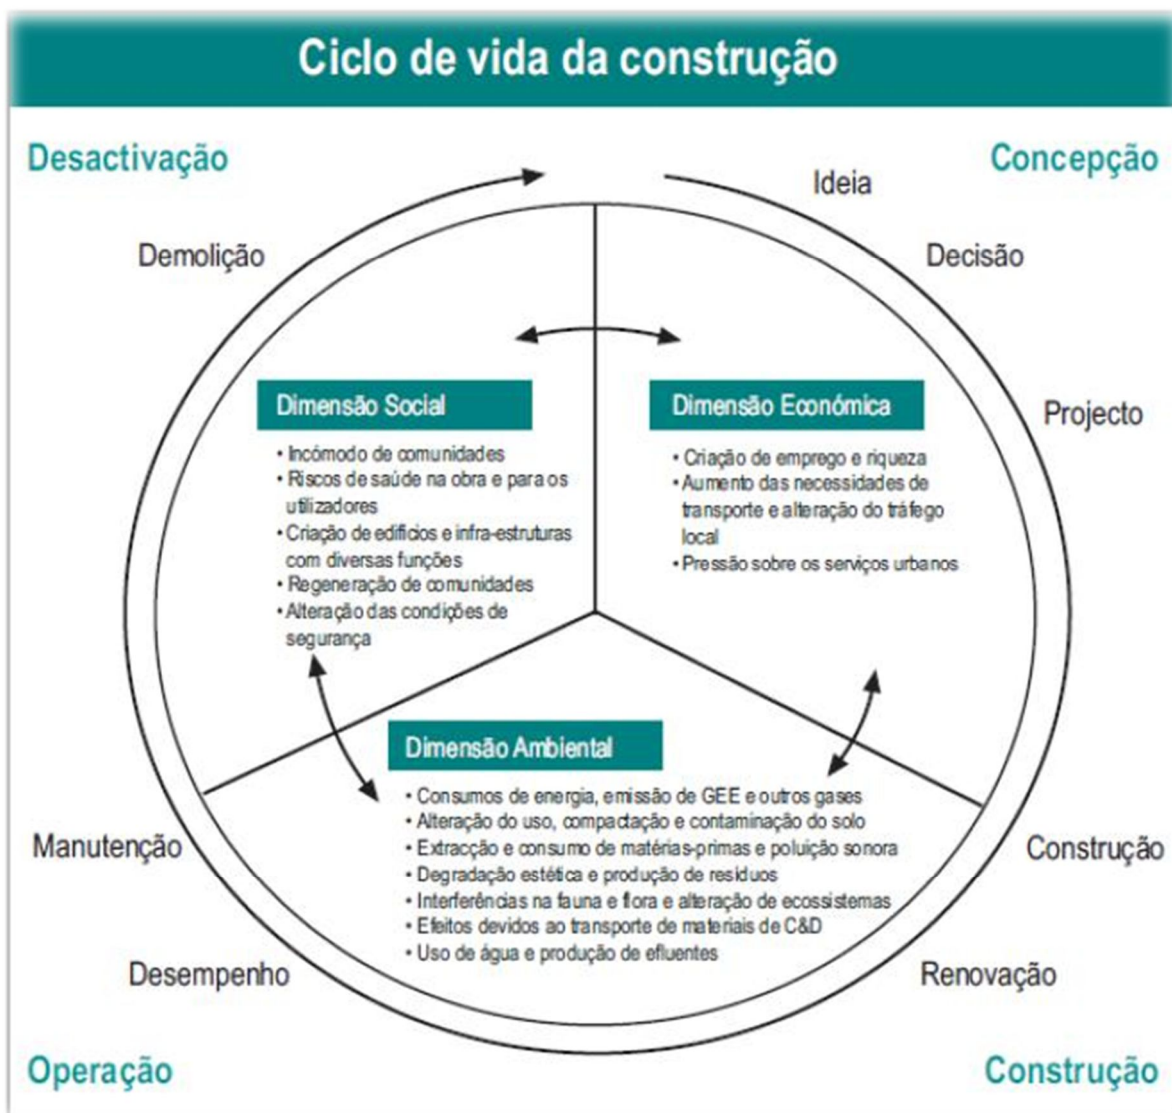 Ciclo de vida da construção
Desactivação
Concepção
Ideia
Demolição
Decisão
Projecto
Dimensão Social
• Incómodo de comunidades
• Riscos de saúde na obra e para os
utilizadores
• Criação de edifícios e infra-estruturas
com diversas funções
• Regeneração de comunidades
• Alteração das condições de
segurança
Dimensão Económica
• Criação de emprego e riqueza
• Aumento das necessidades de
transporte e alteração do tráfego
local
• Pressão sobre os serviços urbanos
Dimensão Ambiental
• Consumos de energia, emissão de GEE e outros gases
• Alteração do uso, compactação e contaminação do solo
• Extracção e consumo de matérias-primas e poluição sonora
• Degradação estética e produção de resíduos
• Interferências na fauna e flora e alteração de ecossistemas
• Efeitos devidos ao transporte de materiais de C&D
• Uso de água e produção de efluentes
Manutenção
Construção
Desempenho
Renovação
Operação
Construção